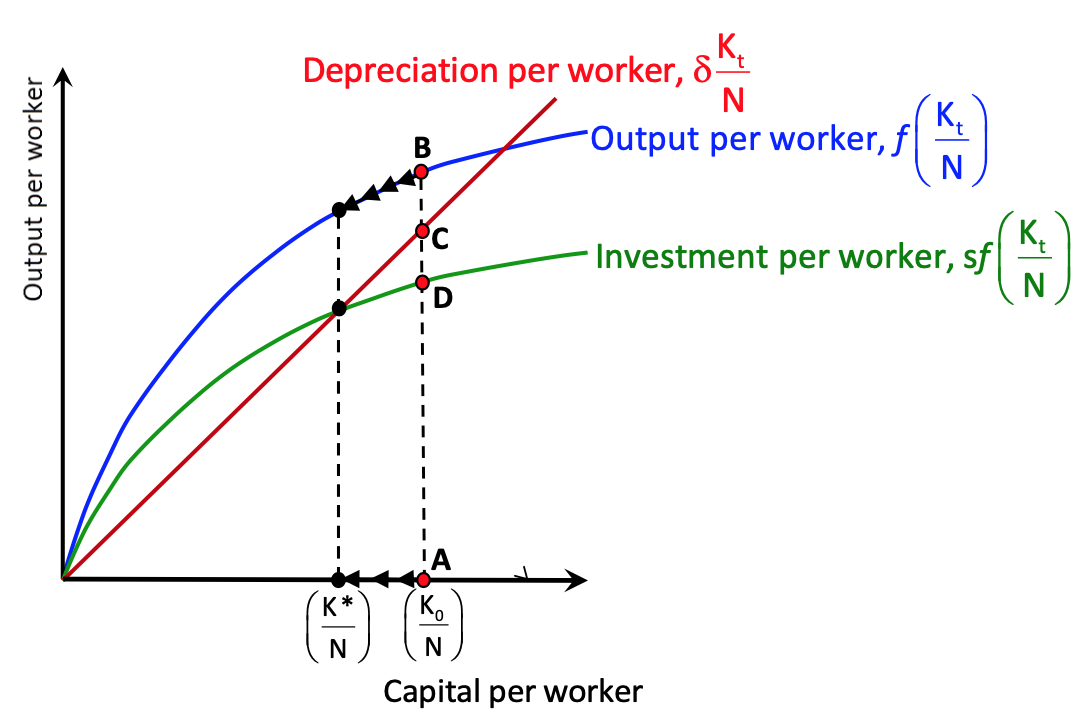 Depreciation per worker, δ K_t/N
Output per worker, f(K_t/N)
Investment per worker, sf(K_t/N)
Output per worker
B
C
D
A
(K*/N)
(K_0/N)
Capital per worker